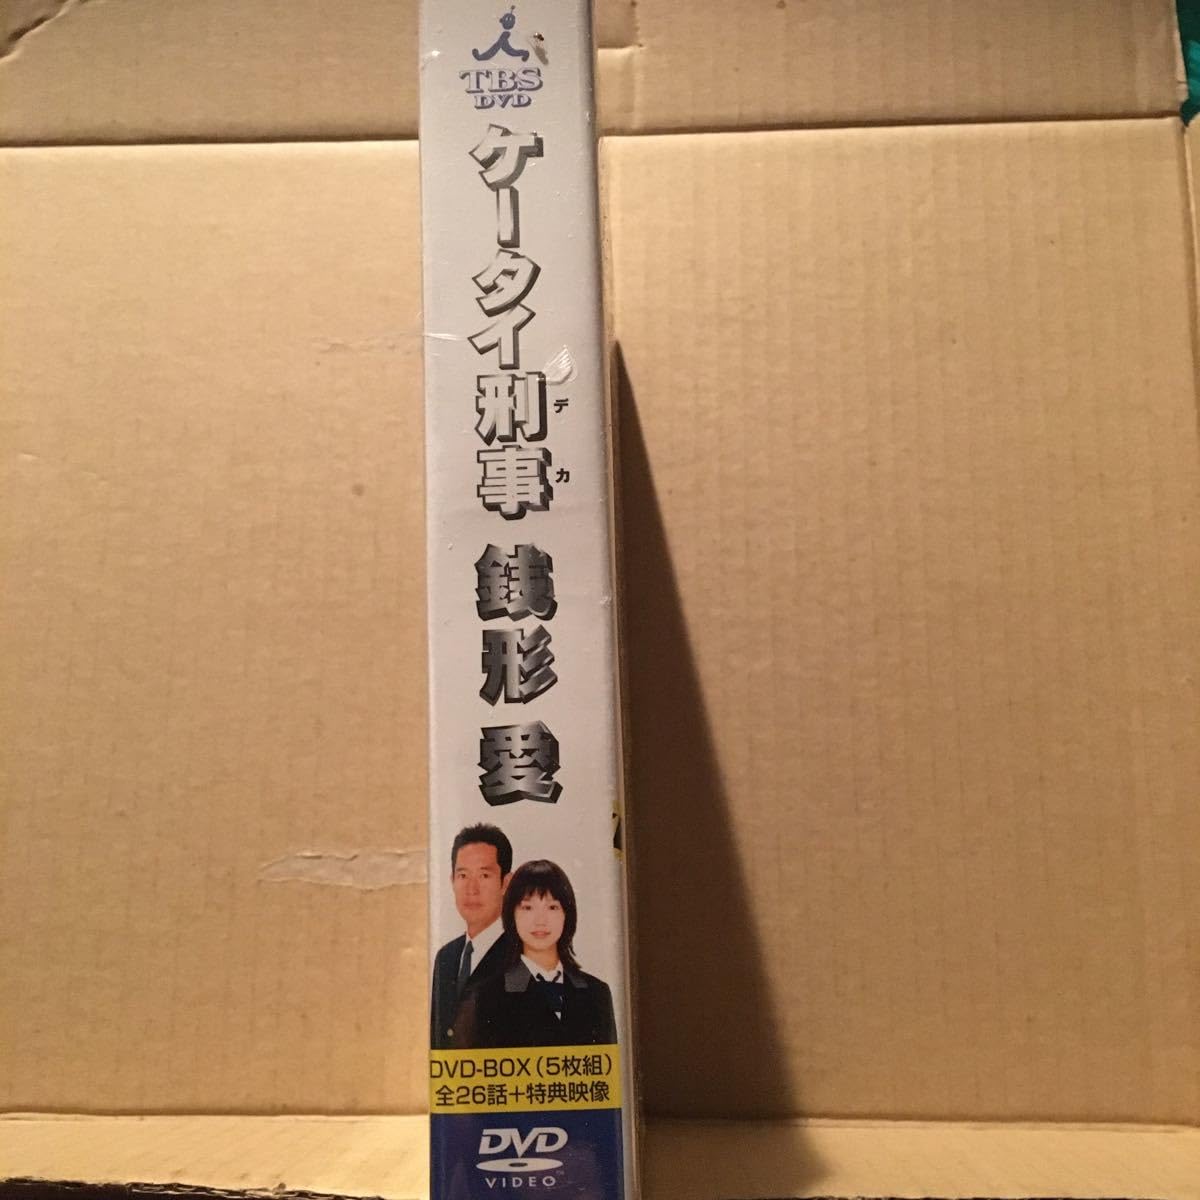 TBS
DVD
ケータイ刑事 銭形 愛
デカ
DVD-BOX(5枚組)
全26話+特典映像
DVD
VIDEO